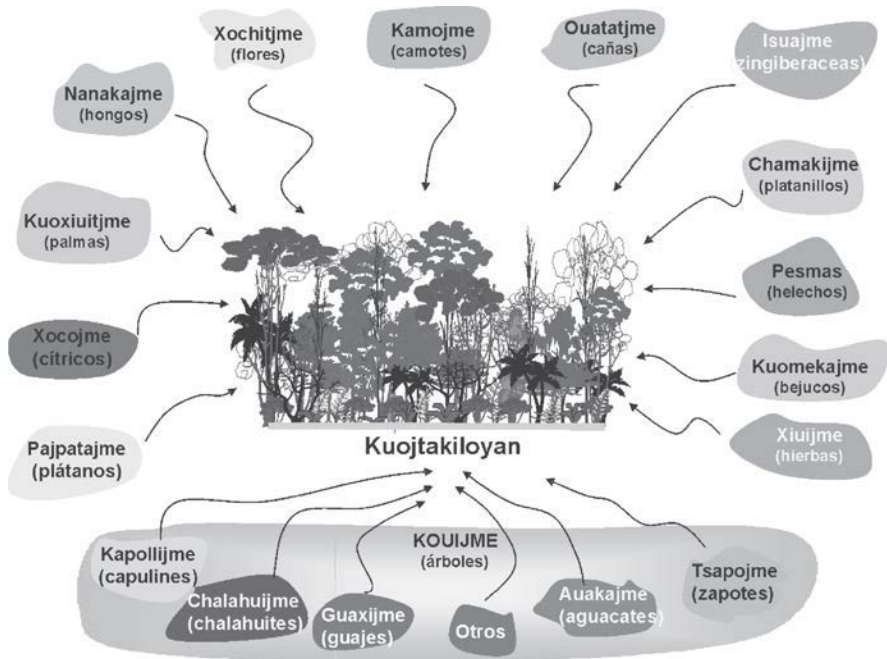 Xochitjme
(flores)
Kamojme
(camotes)
Ouatatjme
(cañas)
Isuajme
(zingiberaceas)
Nanakajme
(hongos)
Chamakijme
(platanillos)
Kuoxiuitjme
(palmas)
Pesmas
(helechos)
Xocojme
(cítricos)
Kuomekajme
(bejucos)
Pajpatajme
(plátanos)
Xiuijme
(hierbas)
Kuojtakiloyan
KOUIJME
(árboles)
Kapollijme
(capulines)
Chalahuijme
(chalahuites)
Guaxijme
(guajes)
Otros
Auakajme
(aguacates)
Tsapojme
(zapotes)